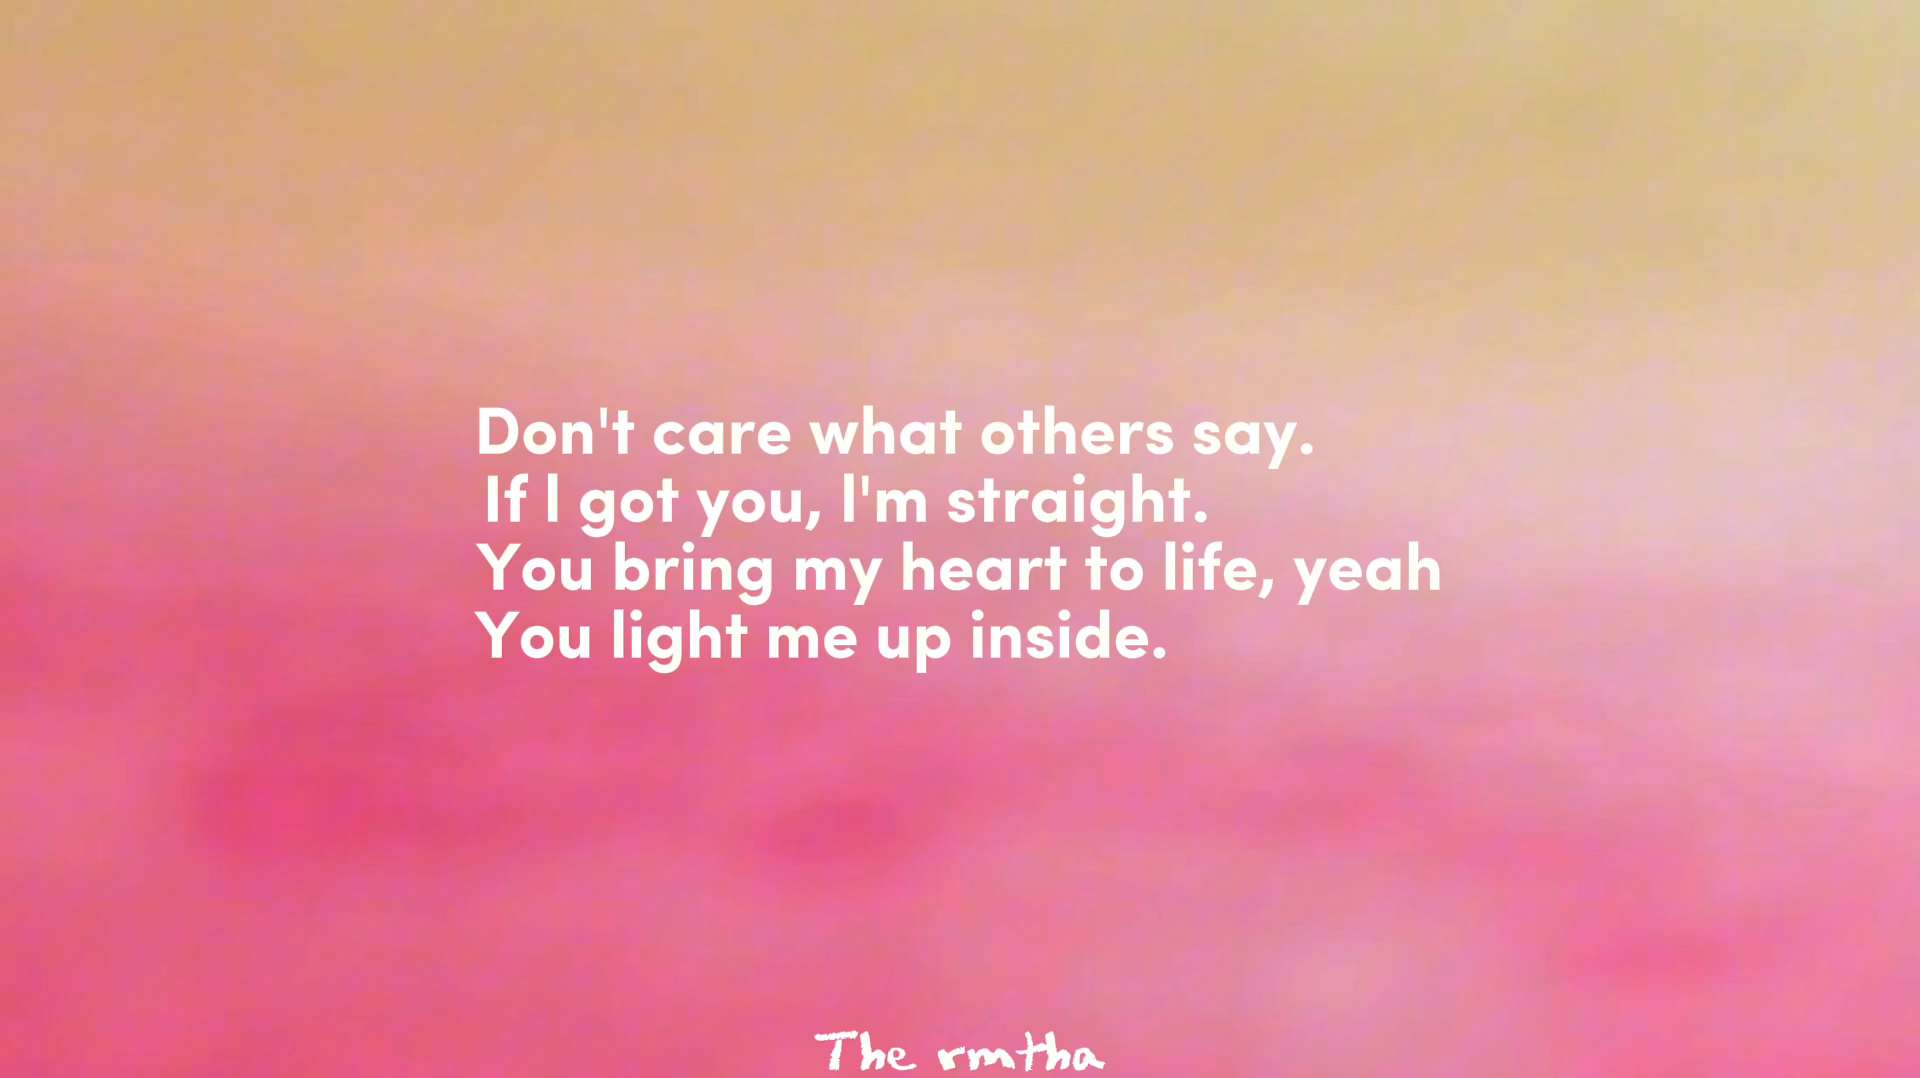 Don't care what others say.
If I got you, I'm straight.
You bring my heart to life, yeah
You light me up inside.
The rmtha